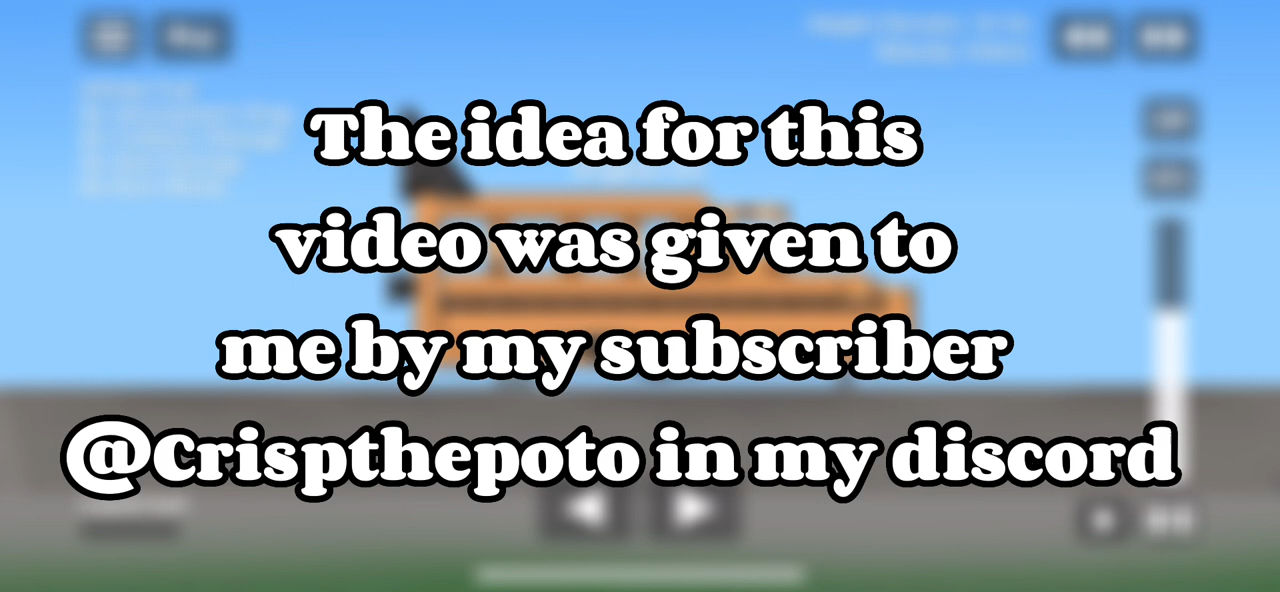 The idea for this
video was given to
me by my subscriber
@Crispthepoto in my discord